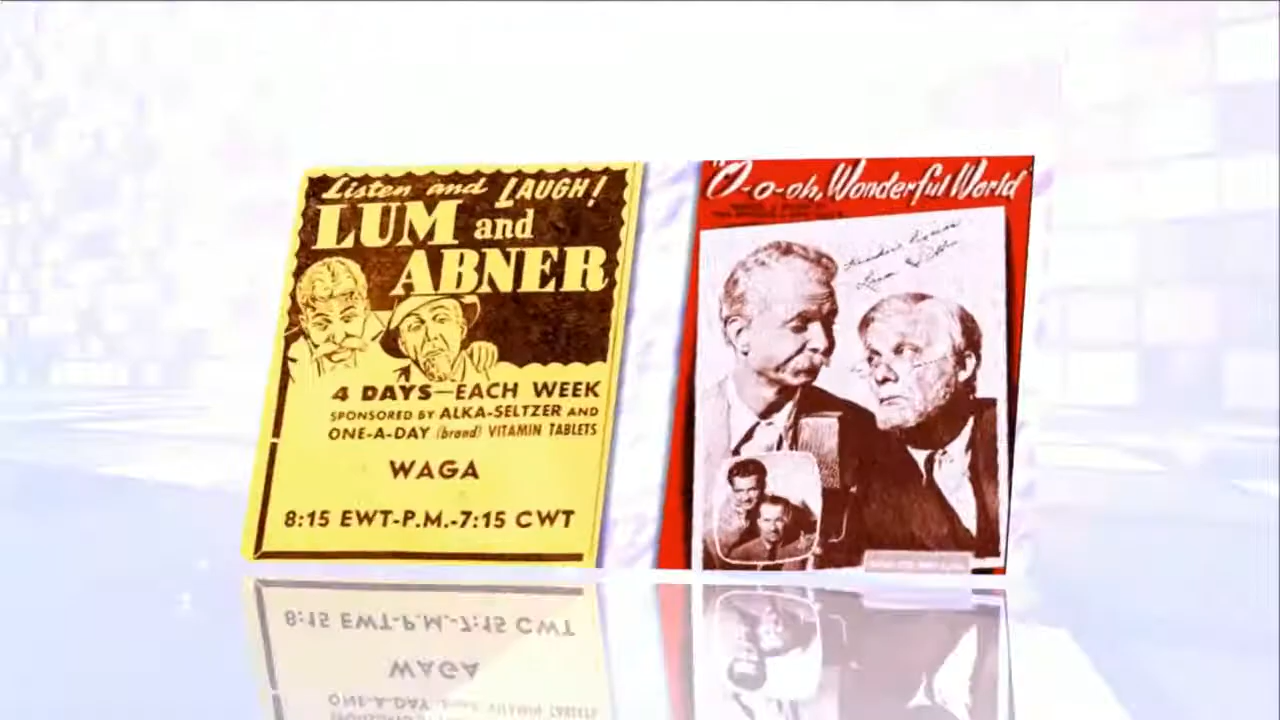 Listen and LAUGH!
LUM and
ABNER
4 DAYS—EACH WEEK
SPONSORED BY ALKA-SELTZER AND
ONE-A-DAY (brand) VITAMIN TABLETS
WAGA
8:15 EWT-P.M.-7:15 CWT
"O-o-oh, Wonderful World"